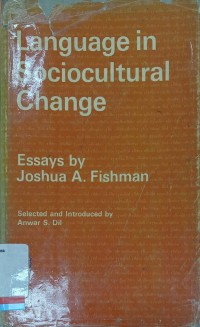 Language in
Sociocultural
Change
Essays by
Joshua A. Fishman
Selected and Introduced by
Anwar S. Dil